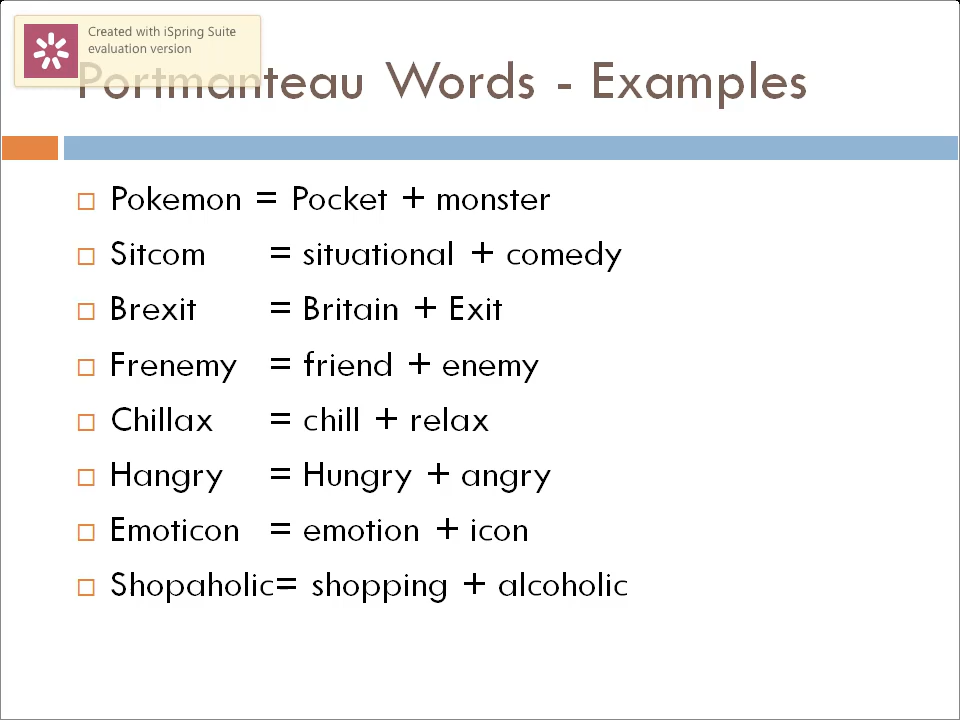 Created with iSpring Suite
evaluation version
Portmanteau Words - Examples
Pokemon = Pocket + monster
Sitcom = situational + comedy
Brexit = Britain + Exit
Frenemy = friend + enemy
Chillax = chill + relax
Hangry = Hungry + angry
Emoticon = emotion + icon
Shopaholic= shopping + alcoholic